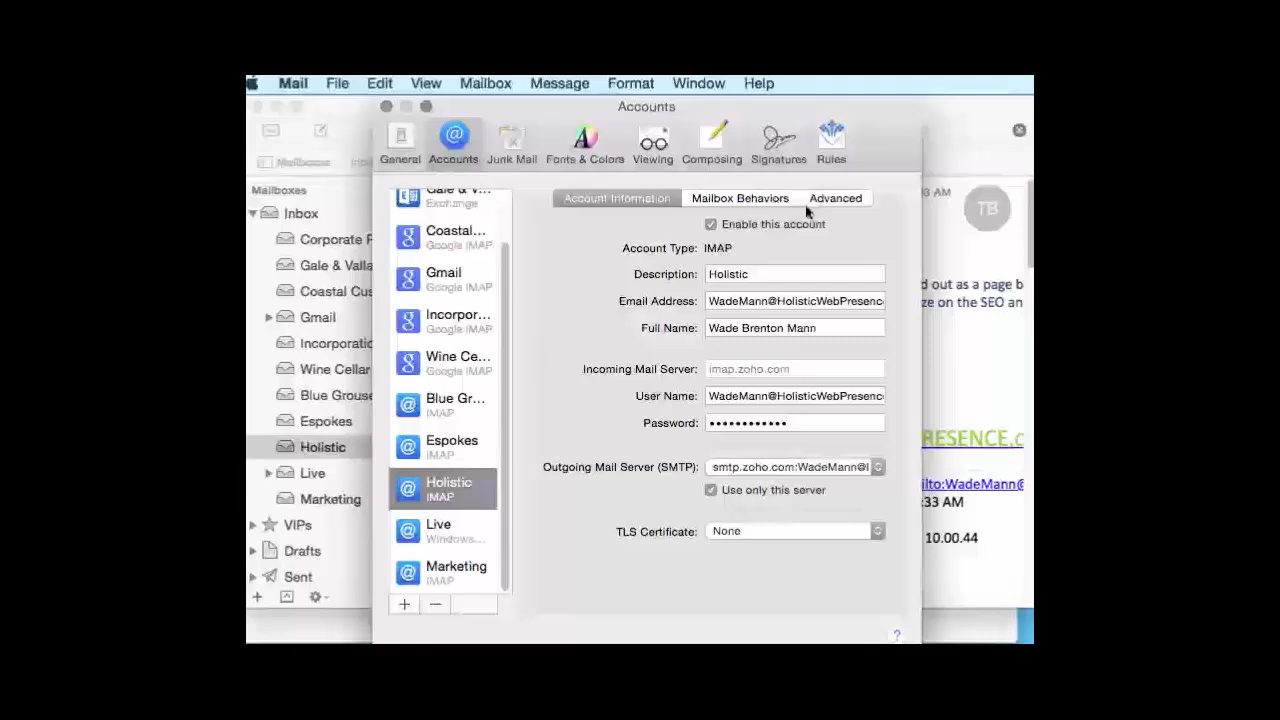 Mail File Edit View Mailbox Message Format Window Help
Accounts
General Accounts Junk Mail Fonts & Colors Viewing Composing Signatures Rules
Mailboxes
Mailboxes
Inbox
Corporate F
Gale & Valla
Coastal Cus
Gmail
Incorporatio
Wine Cellar
Blue Grouse
Espokes
Holistic
Live
Marketing
VIPs
Drafts
Sent
Gale & V...
Exchange
Coastal...
Google IMAP
Gmail
Google IMAP
Incorpor...
Google IMAP
Wine Ce...
Google IMAP
Blue Gr...
IMAP
Espokes
IMAP
Holistic
IMAP
Live
Windows...
Marketing
IMAP
Account Information Mailbox Behaviors Advanced
Enable this account
Account Type: IMAP
Description: Holistic
Email Address: WadeMann@HolisticWebPresenc
Full Name: Wade Brenton Mann
Incoming Mail Server: imap.zoho.com
User Name: WadeMann@HolisticWebPresenc
Password: ••••••••••••
Outgoing Mail Server (SMTP): smtp.zoho.com:WadeMann@l
Use only this server
TLS Certificate: None
?
3 AM
TB
d out as a page b
ze on the SEO an
RESENCE.c
ilto:WadeMann@
:33 AM
10.00.44